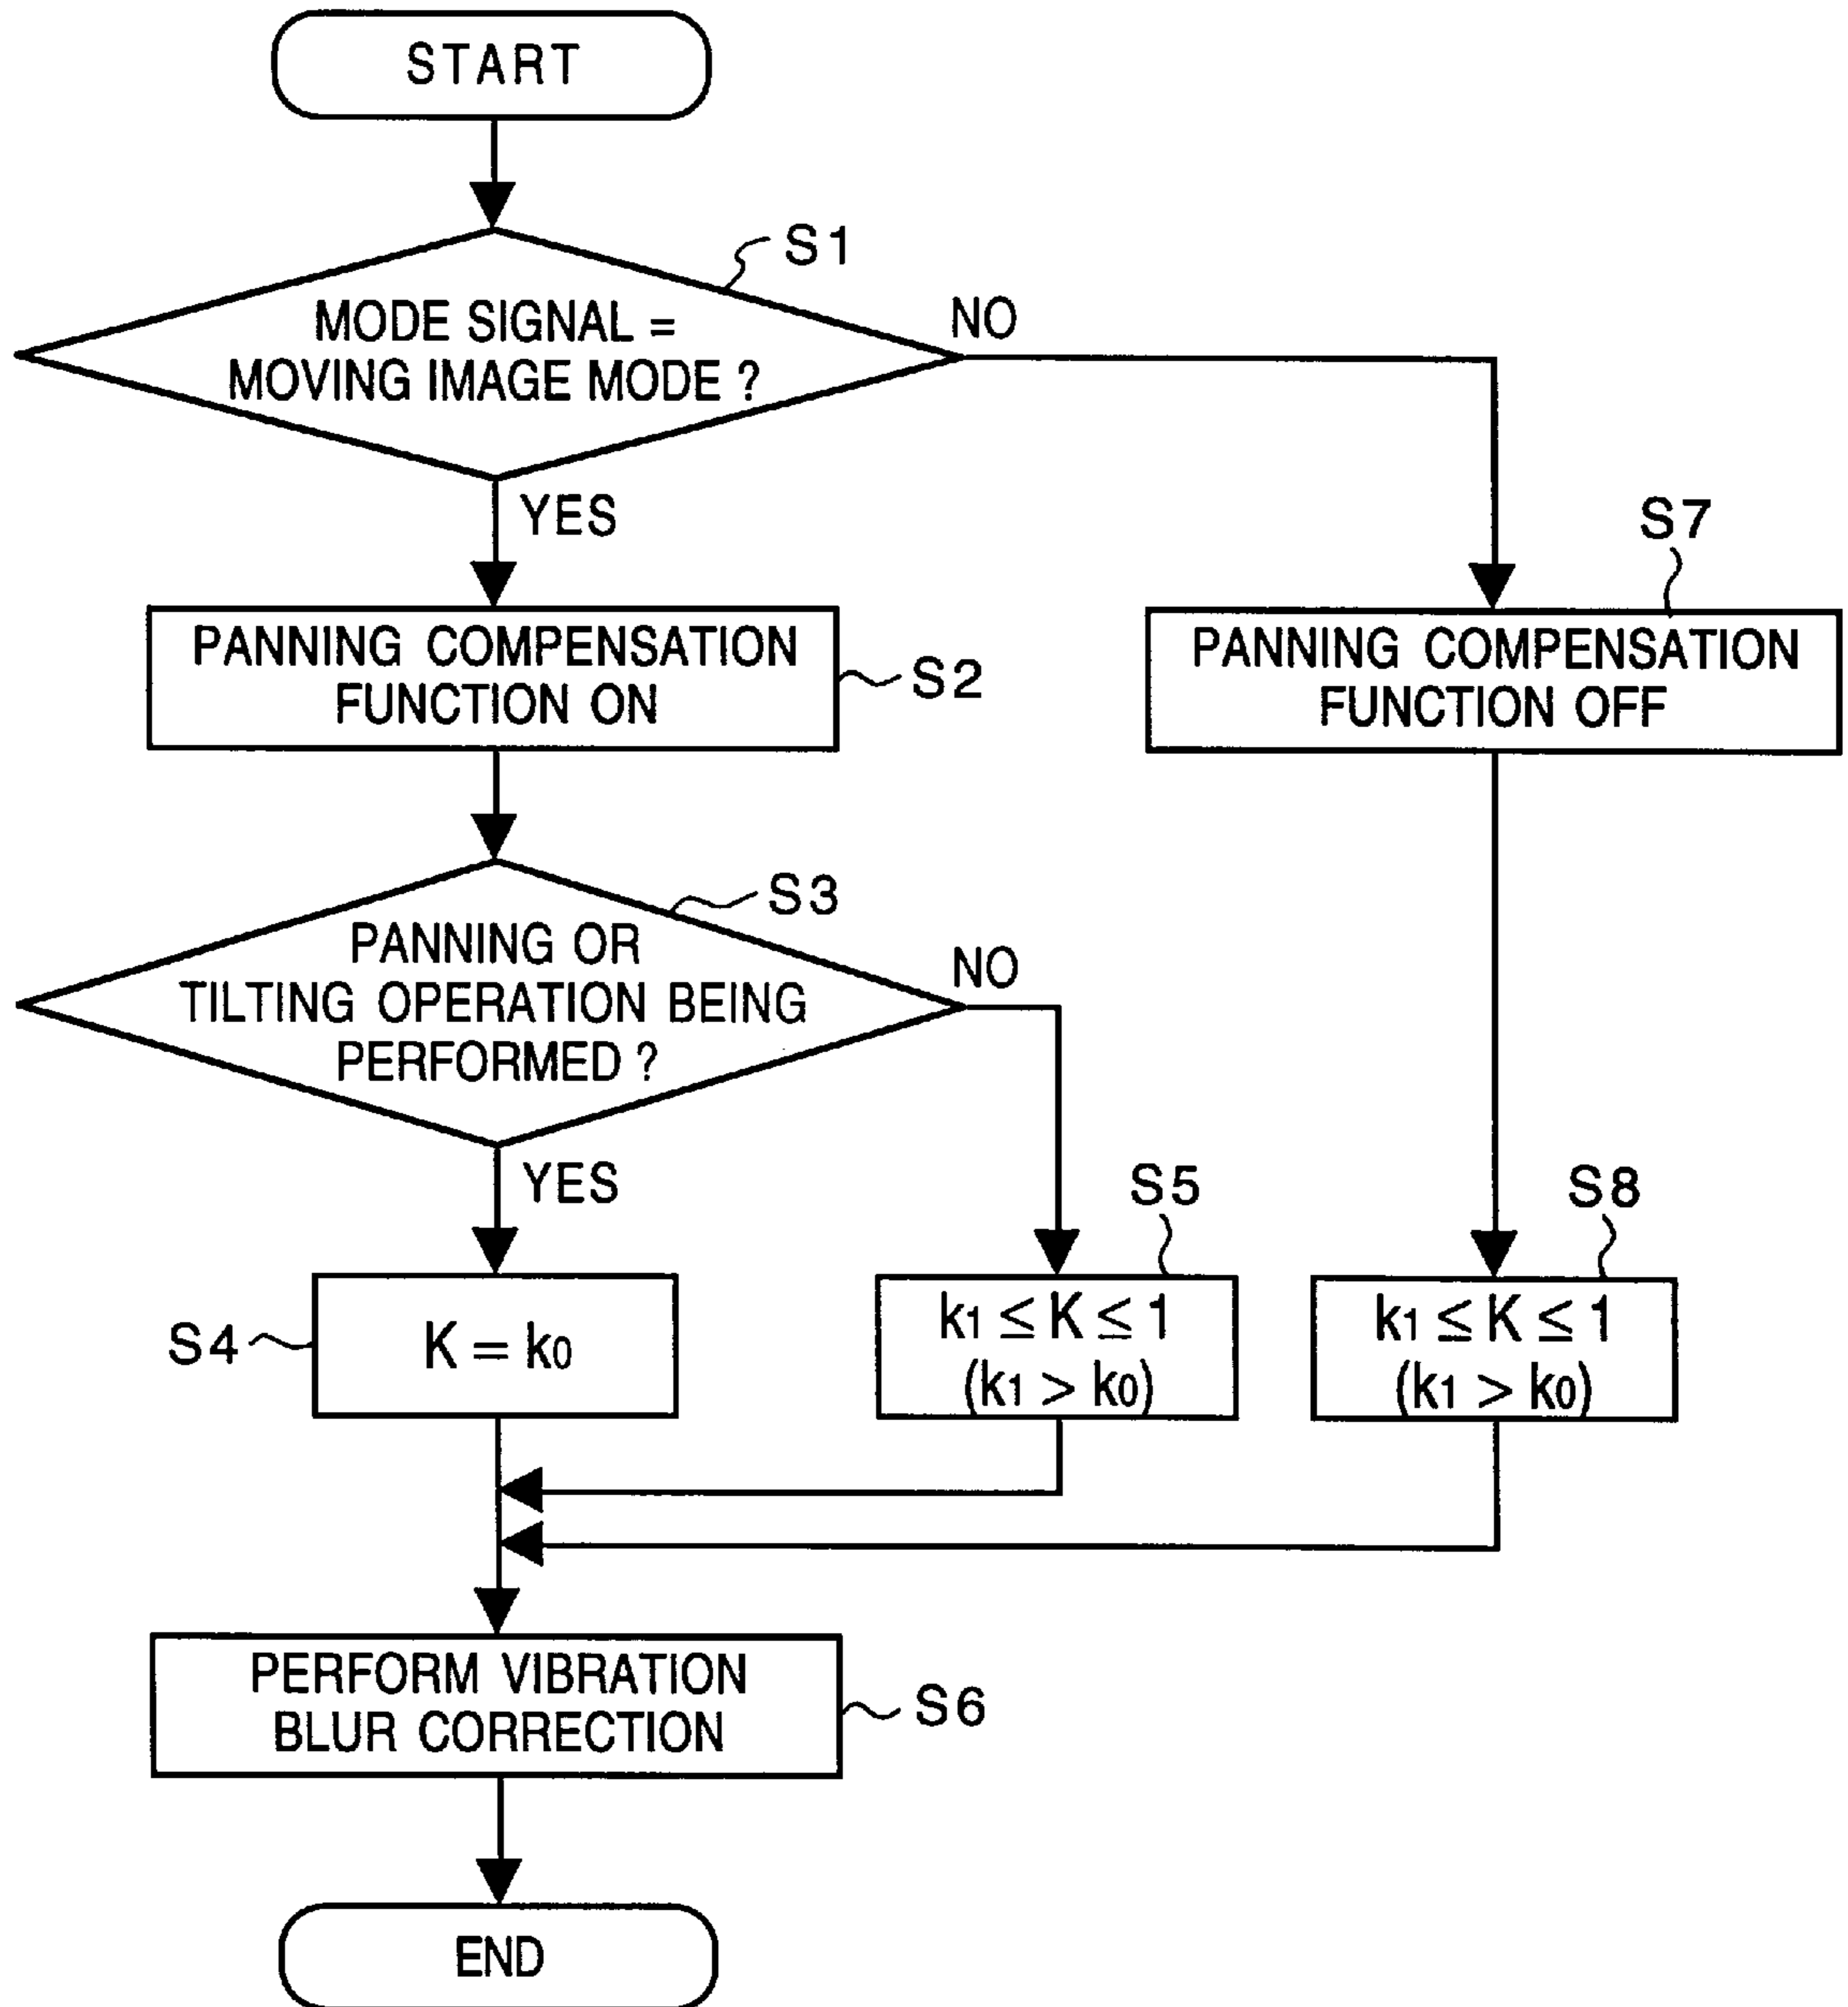 START
S1
MODE SIGNAL =
MOVING IMAGE MODE ?
NO
YES
S7
PANNING COMPENSATION
FUNCTION ON
S2
PANNING COMPENSATION
FUNCTION OFF
S3
PANNING OR
TILTING OPERATION BEING
PERFORMED ?
NO
YES
S5
S8
S4
K = k0
k1 ≤ K ≤ 1
(k1 > k0)
k1 ≤ K ≤ 1
(k1 > k0)
PERFORM VIBRATION
BLUR CORRECTION
S6
END